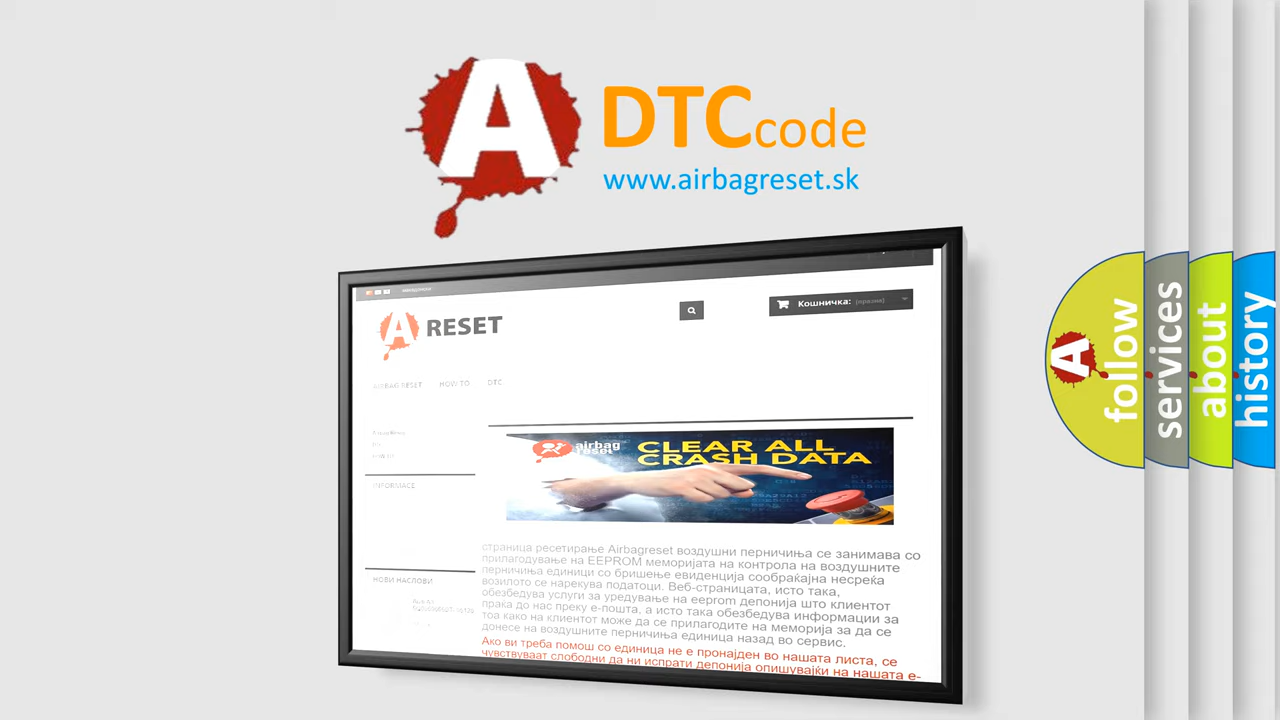 A
DTCcode
www.airbagreset.sk
A RESET
Кошничка: (празни)
AIRBAG RESET HOW TO DTC
airbag
reset
CLEAR ALL
CRASH DATA
INFORMACE
НОВИ НАСЛОВИ
страница ресетирање Airbagreset воздушни перничиња се занимава со
прилагодување на EEPROM меморијата на контрола на воздушните
перничиња единици со бришење евиденција сообраќајна несреќа
возилото се нарекува податоци. Веб-страницата, исто така,
обезбедува услуги за уредување на eeprom депонија што клиентот
праќа до нас преку е-пошта, а исто така обезбедува информации за
тоа како на клиентот може да се прилагодите на меморија за да се
донесе на воздушните перничиња единица назад во сервис.
Ако ви треба помош со единица не е пронајден во нашата листа, се
чувствуваат слободни да ни испрати депонија опишувајќи на нашата е-
A
follow
services
about
history